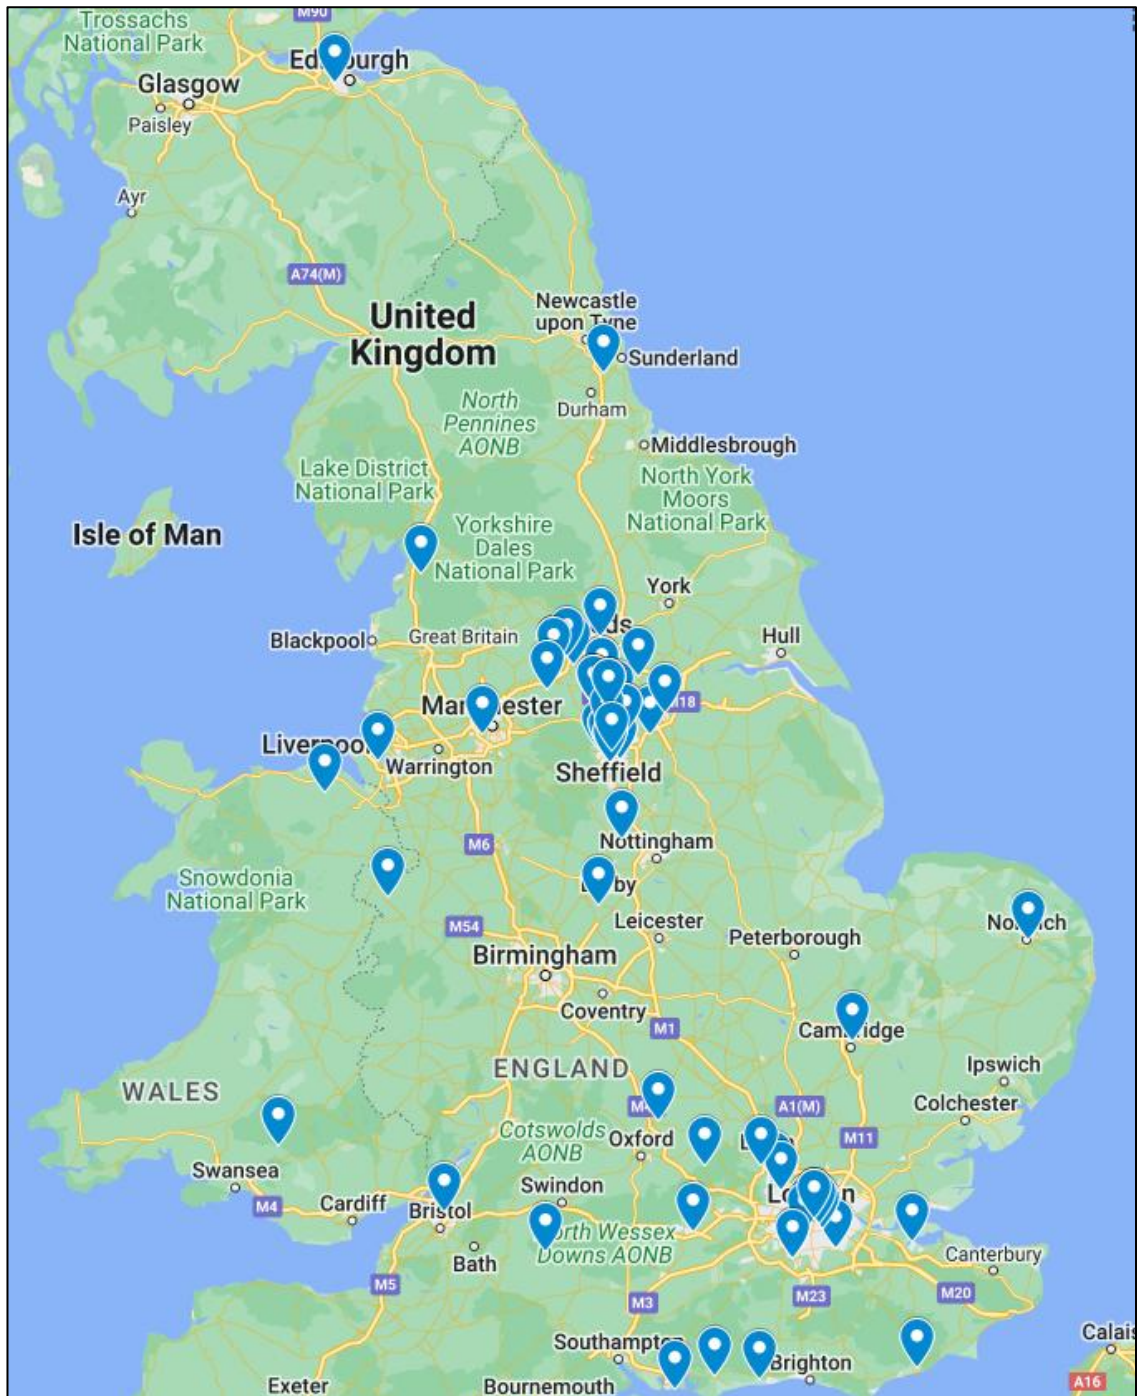 M90
Trossachs
National Park
Glasgow
Paisley
Ayr
A74(M)
United
Kingdom
Newcastle
upon Tyne
Sunderland
Durham
North
Pennines
AONB
Middlesbrough
Lake District
National Park
North York
Moors
National Park
Isle of Man
Yorkshire
Dales
National Park
York
Blackpool
Great Britain
Hull
M18
Warrington
Sheffield
M6
Nottingham
Snowdonia
National Park
M54
Leicester
Peterborough
Birmingham
Coventry
M1
Ipswich
ENGLAND
WALES
A1(M)
Colchester
Cotswolds
AONB
Oxford
M11
Swansea
Swindon
M4
Cardiff
Bristol
Bath
Downs AONB
Canterbury
M5
M23
M20
M3
Southampton
Brighton
Exeter
Bournemouth
A16